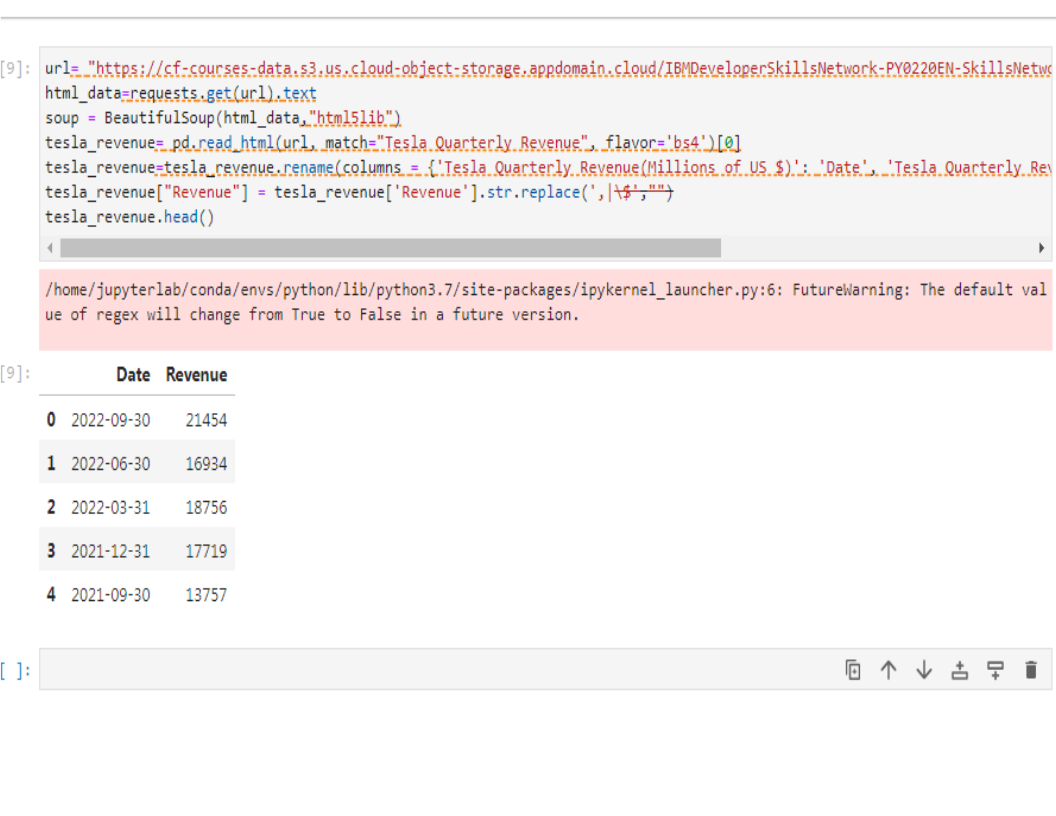 [9]: url= "https://cf-courses-data.s3.us.cloud-object-storage.appdomain.cloud/IBMDeveloperSkillsNetwork-PY0220EN-SkillsNetwo
html_data=requests.get(url).text
soup = BeautifulSoup(html_data,"html5lib")
tesla_revenue= pd.read_html(url, match="Tesla Quarterly Revenue", flavor='bs4')[0]
tesla_revenue=tesla_revenue.rename(columns = {'Tesla Quarterly Revenue(Millions of US $)': 'Date', 'Tesla Quarterly Rev
tesla_revenue["Revenue"] = tesla_revenue['Revenue'].str.replace(',|\$',"")
tesla_revenue.head()
/home/jupyterlab/conda/envs/python/lib/python3.7/site-packages/ipykernel_launcher.py:6: FutureWarning: The default val
ue of regex will change from True to False in a future version.
[9]: Date Revenue
0 2022-09-30 21454
1 2022-06-30 16934
2 2022-03-31 18756
3 2021-12-31 17719
4 2021-09-30 13757
[ ]: